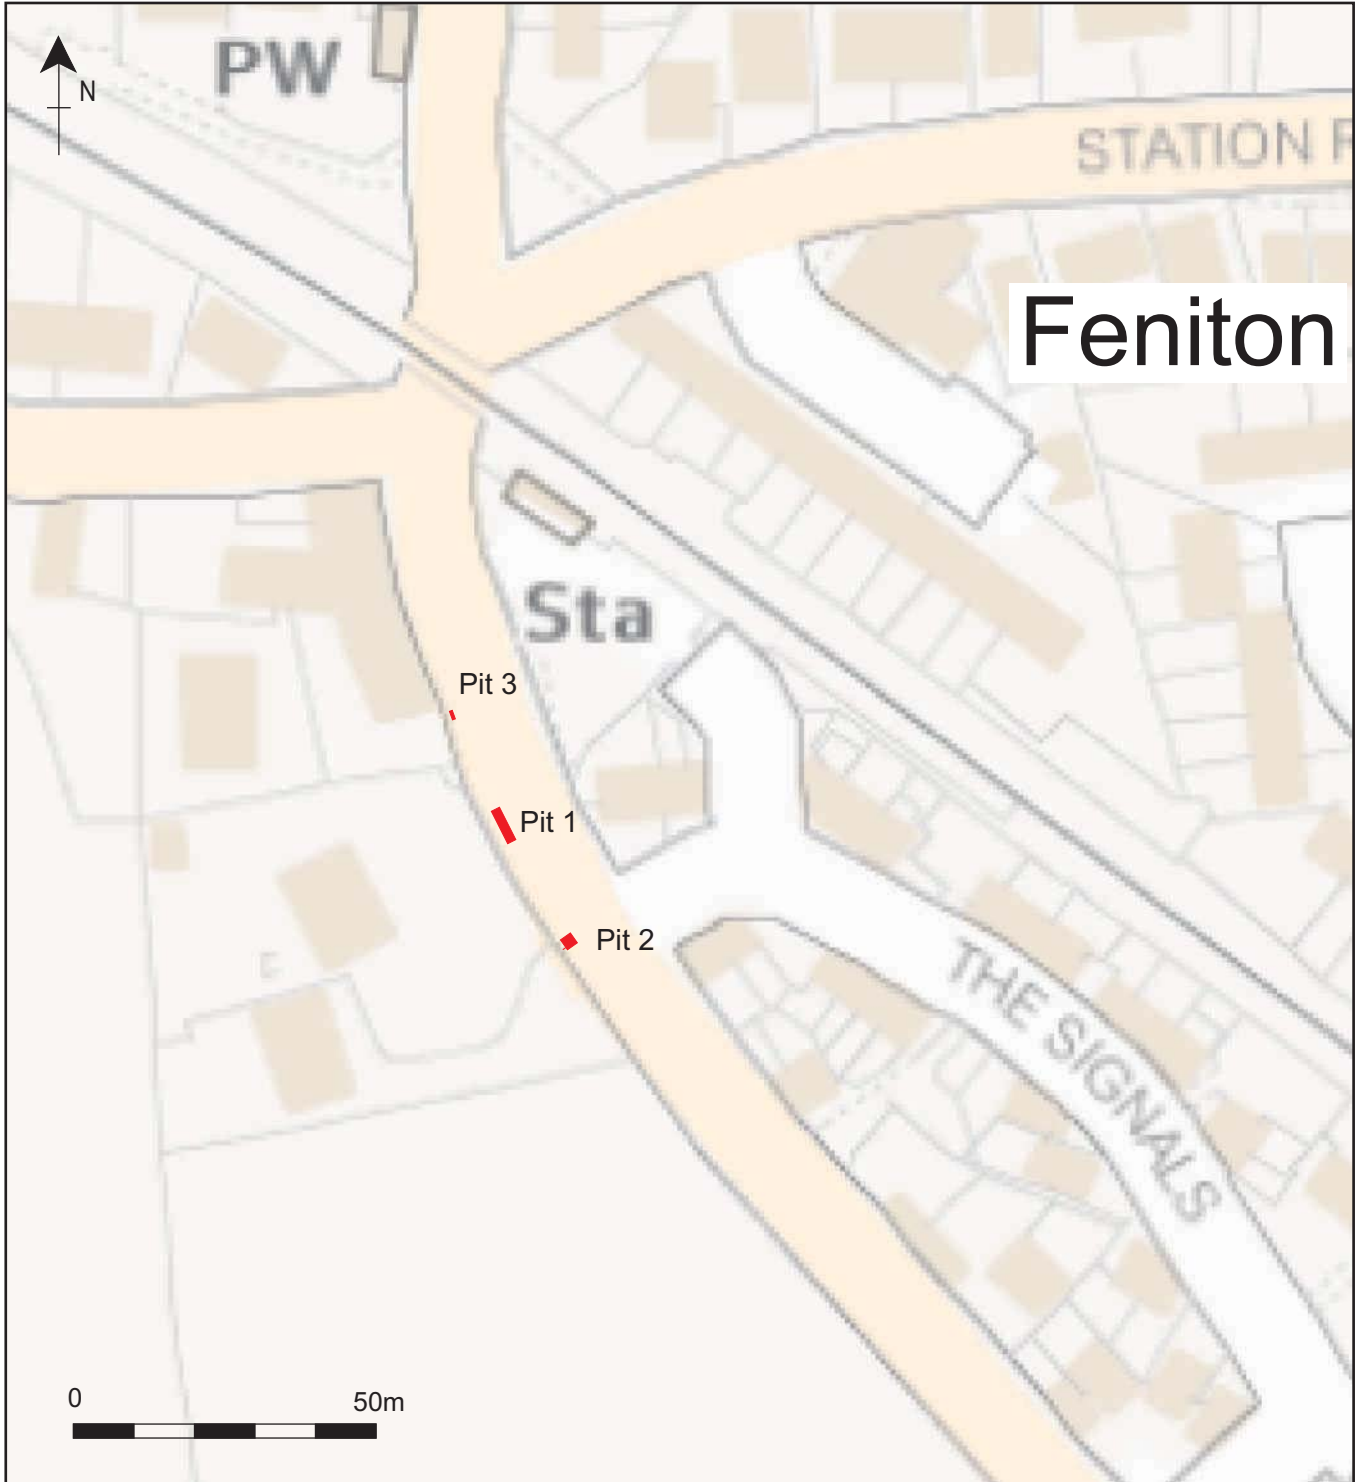 PW
N
STATION R
Feniton
Sta
Pit 3
Pit 1
Pit 2
THE SIGNALS
0 50m